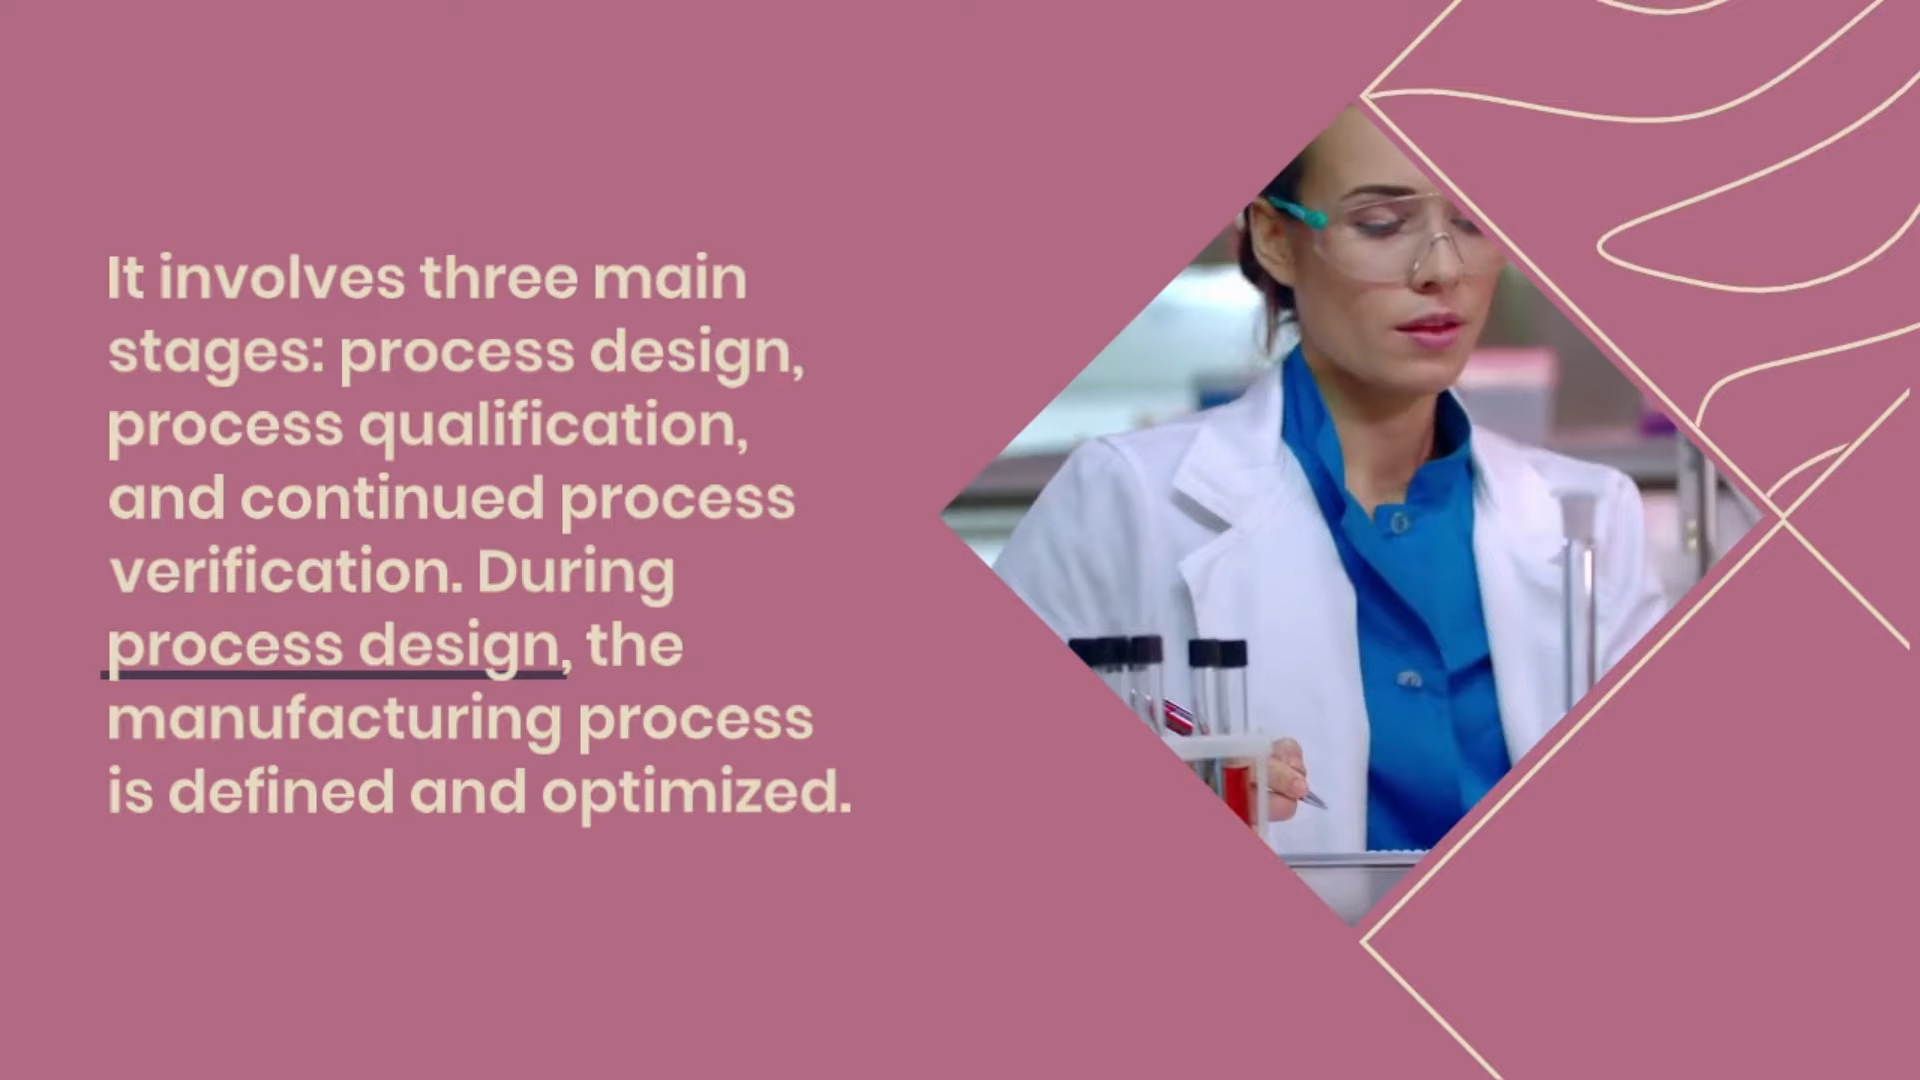 It involves three main
stages: process design,
process qualification,
and continued process
verification. During
process design, the
manufacturing process
is defined and optimized.